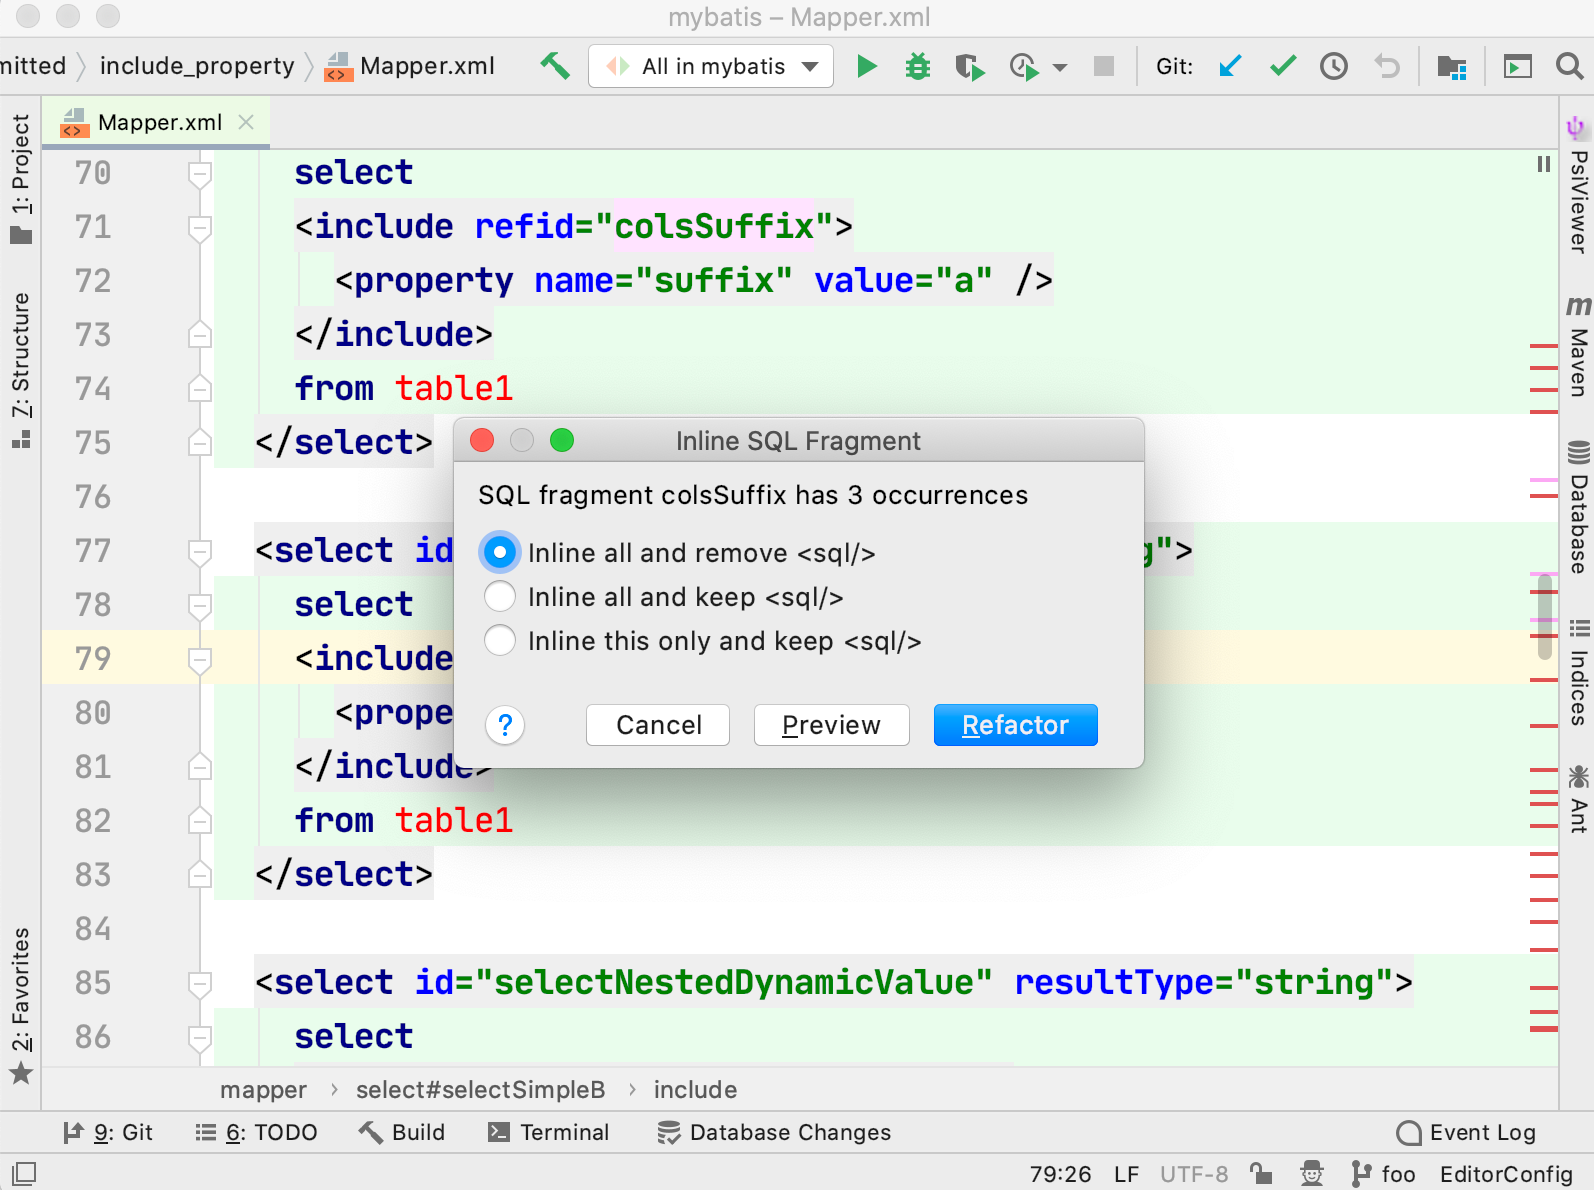 mybatis – Mapper.xml
mitted
include_property
Mapper.xml
All in mybatis
Git:
Mapper.xml
1: Project
7: Structure
2: Favorites
70 select
71 <include refid="colsSuffix">
72 <property name="suffix" value="a" />
73 </include>
74 from table1
75 </select>
76
77 <select id g">
78 select
79 <include
80 <prope
81 </include>
82 from table1
83 </select>
84
85 <select id="selectNestedDynamicValue" resultType="string">
86 select
Inline SQL Fragment
SQL fragment colsSuffix has 3 occurrences
Inline all and remove <sql/>
Inline all and keep <sql/>
Inline this only and keep <sql/>
?
Cancel
Preview
Refactor
PsiViewer
m Maven
Database
Indices
Ant
mapper › select#selectSimpleB › include
9: Git
6: TODO
Build
Terminal
Database Changes
Event Log
79:26
LF
UTF-8
foo
EditorConfig